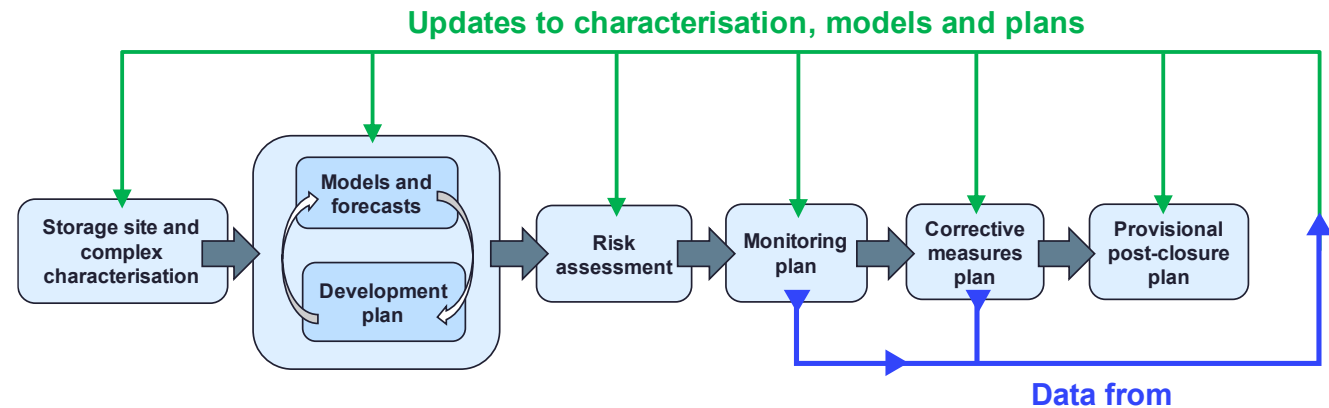 Updates to characterisation, models and plans
Storage site and
complex
characterisation
Models and
forecasts
Development
plan
Risk
assessment
Monitoring
plan
Corrective
measures
plan
Provisional
post-closure
plan
Data from